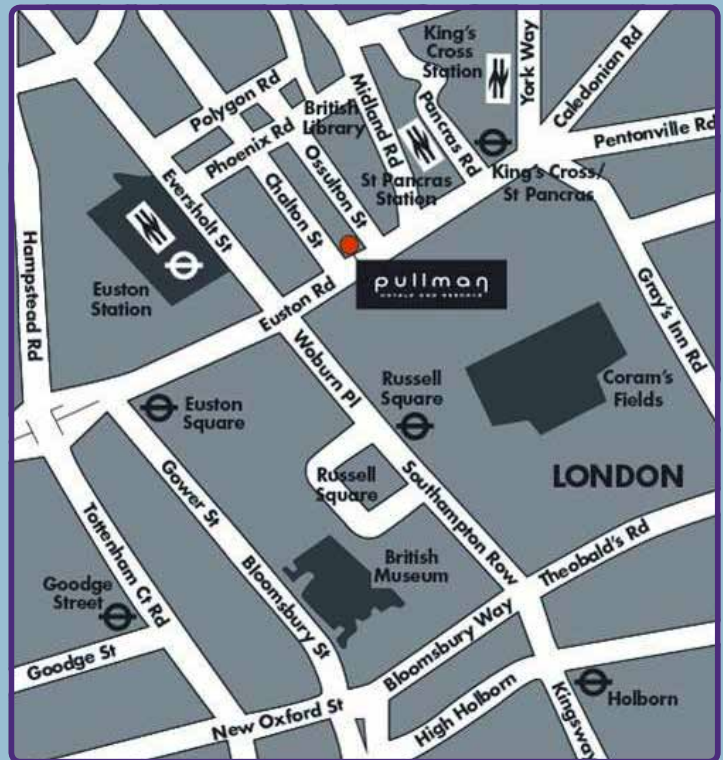 King's
Cross
Station
York Way
Caledonian Rd
Pentonville Rd
Polygon Rd
British
Library
Midland Rd
Pancras Rd
Phoenix Rd
St Pancras
Station
King's Cross/
St Pancras
Ossulton St
Chalton St
Eversholt St
Hampstead Rd
Euston
Station
Euston Rd
pullman
HOTELS AND RESORTS
Gray's Inn Rd
Woburn Pl
Russell
Square
Coram's
Fields
Euston
Square
Russell
Square
LONDON
Gower St
Southampton Row
Tottenham Ct Rd
British
Museum
Theobald's Rd
Goodge
Street
Bloomsbury St
Bloomsbury Way
Goodge St
New Oxford St
High Holborn
Kingsway
Holborn